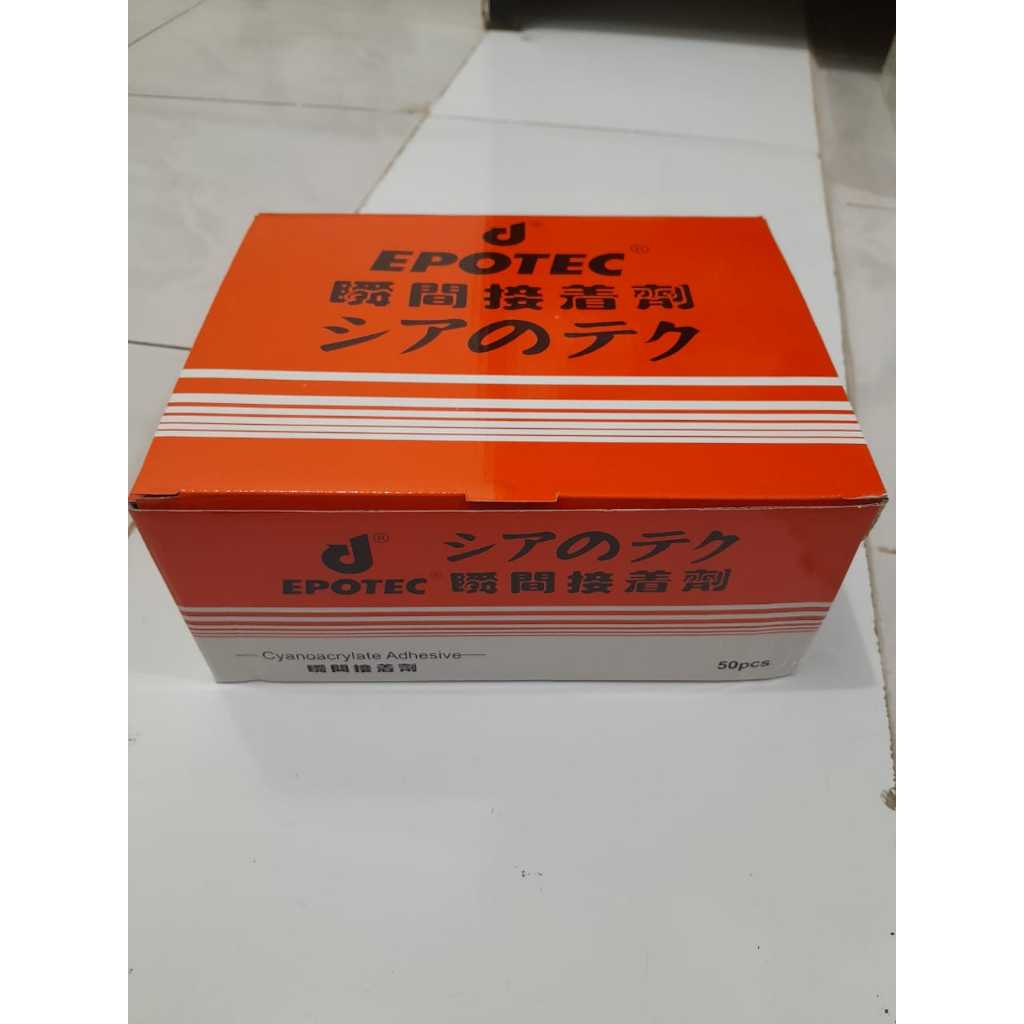 EPOTEC®
瞬間接着劑
シアのテク
®
シアのテク
EPOTEC® 瞬間接着劑
Cyanoacrylate Adhesive
瞬間接着劑
50pcs